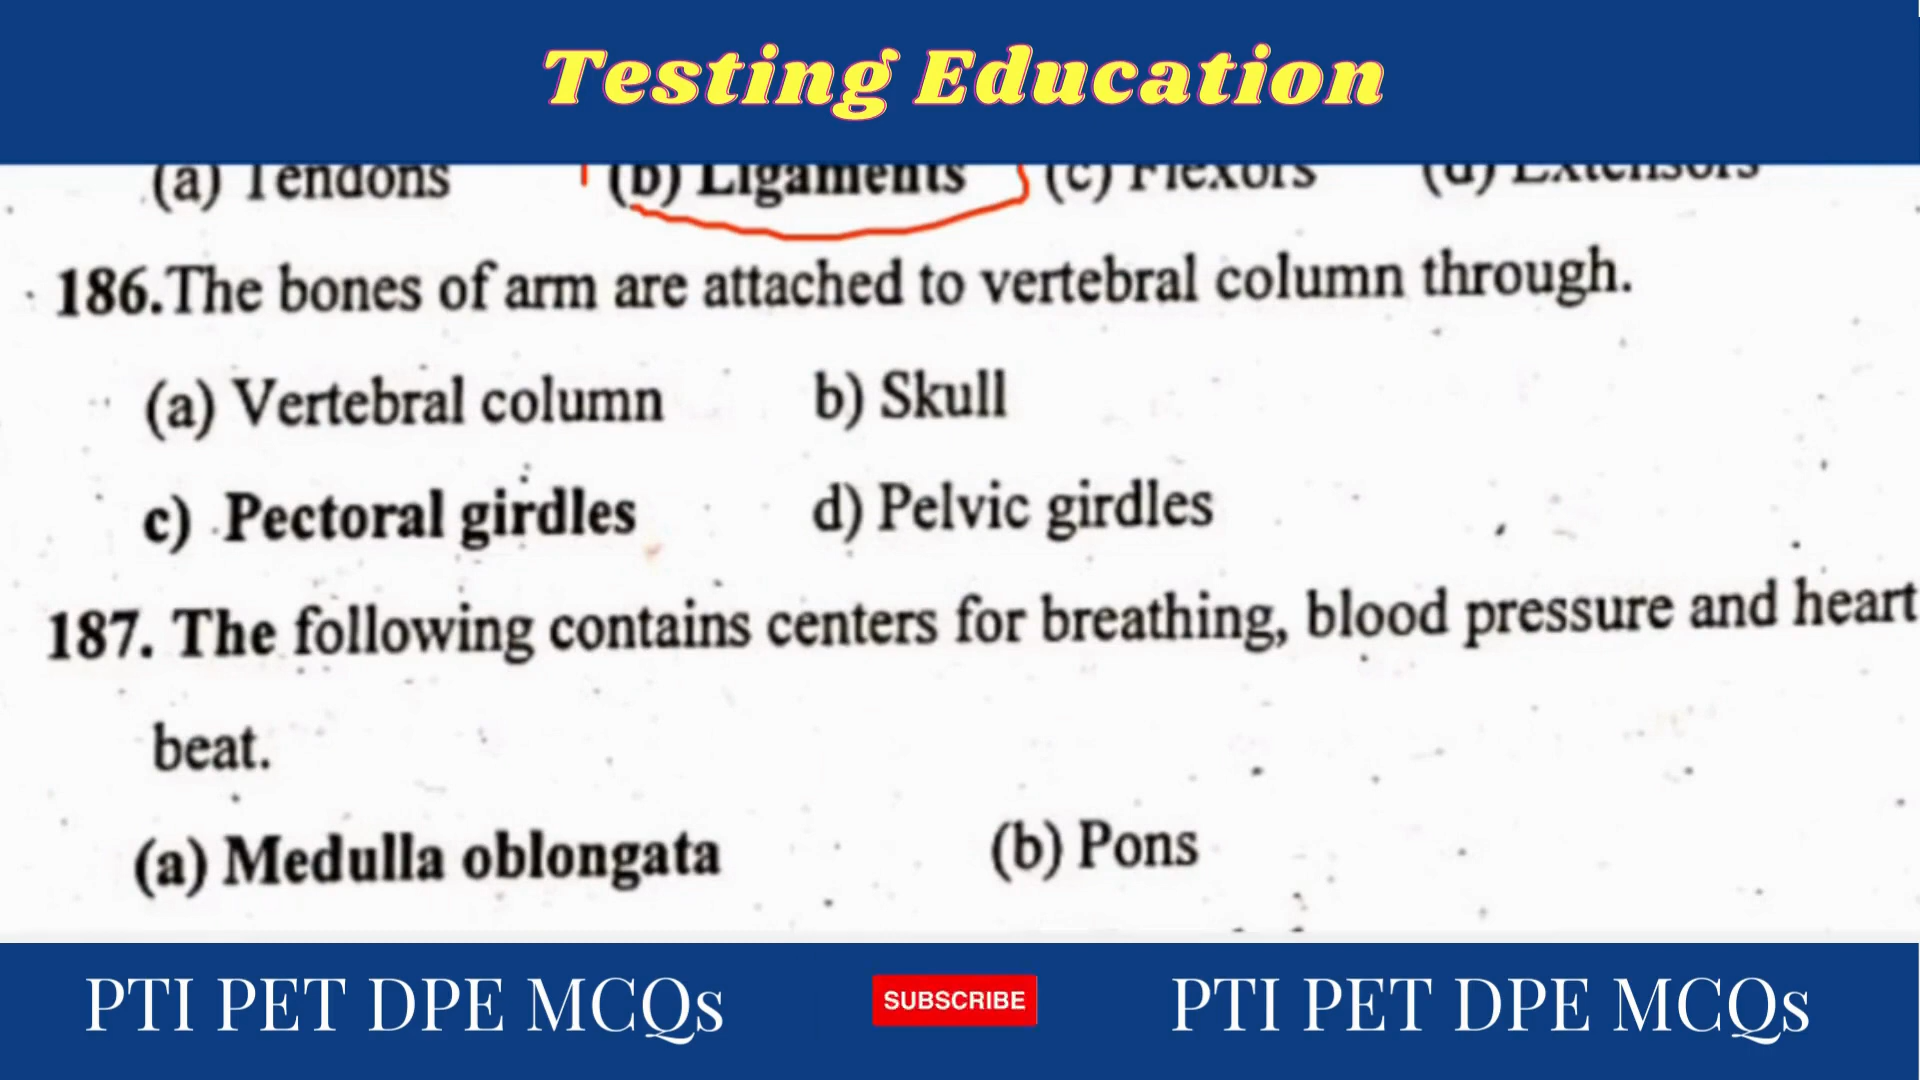 Testing Education
(a) Tendons (b) Ligaments (c) Flexors (d) Extensors
186.The bones of arm are attached to vertebral column through.
(a) Vertebral column b) Skull
c) Pectoral girdles d) Pelvic girdles
187. The following contains centers for breathing, blood pressure and heart
beat.
(a) Medulla oblongata (b) Pons
PTI PET DPE MCQs SUBSCRIBE PTI PET DPE MCQs